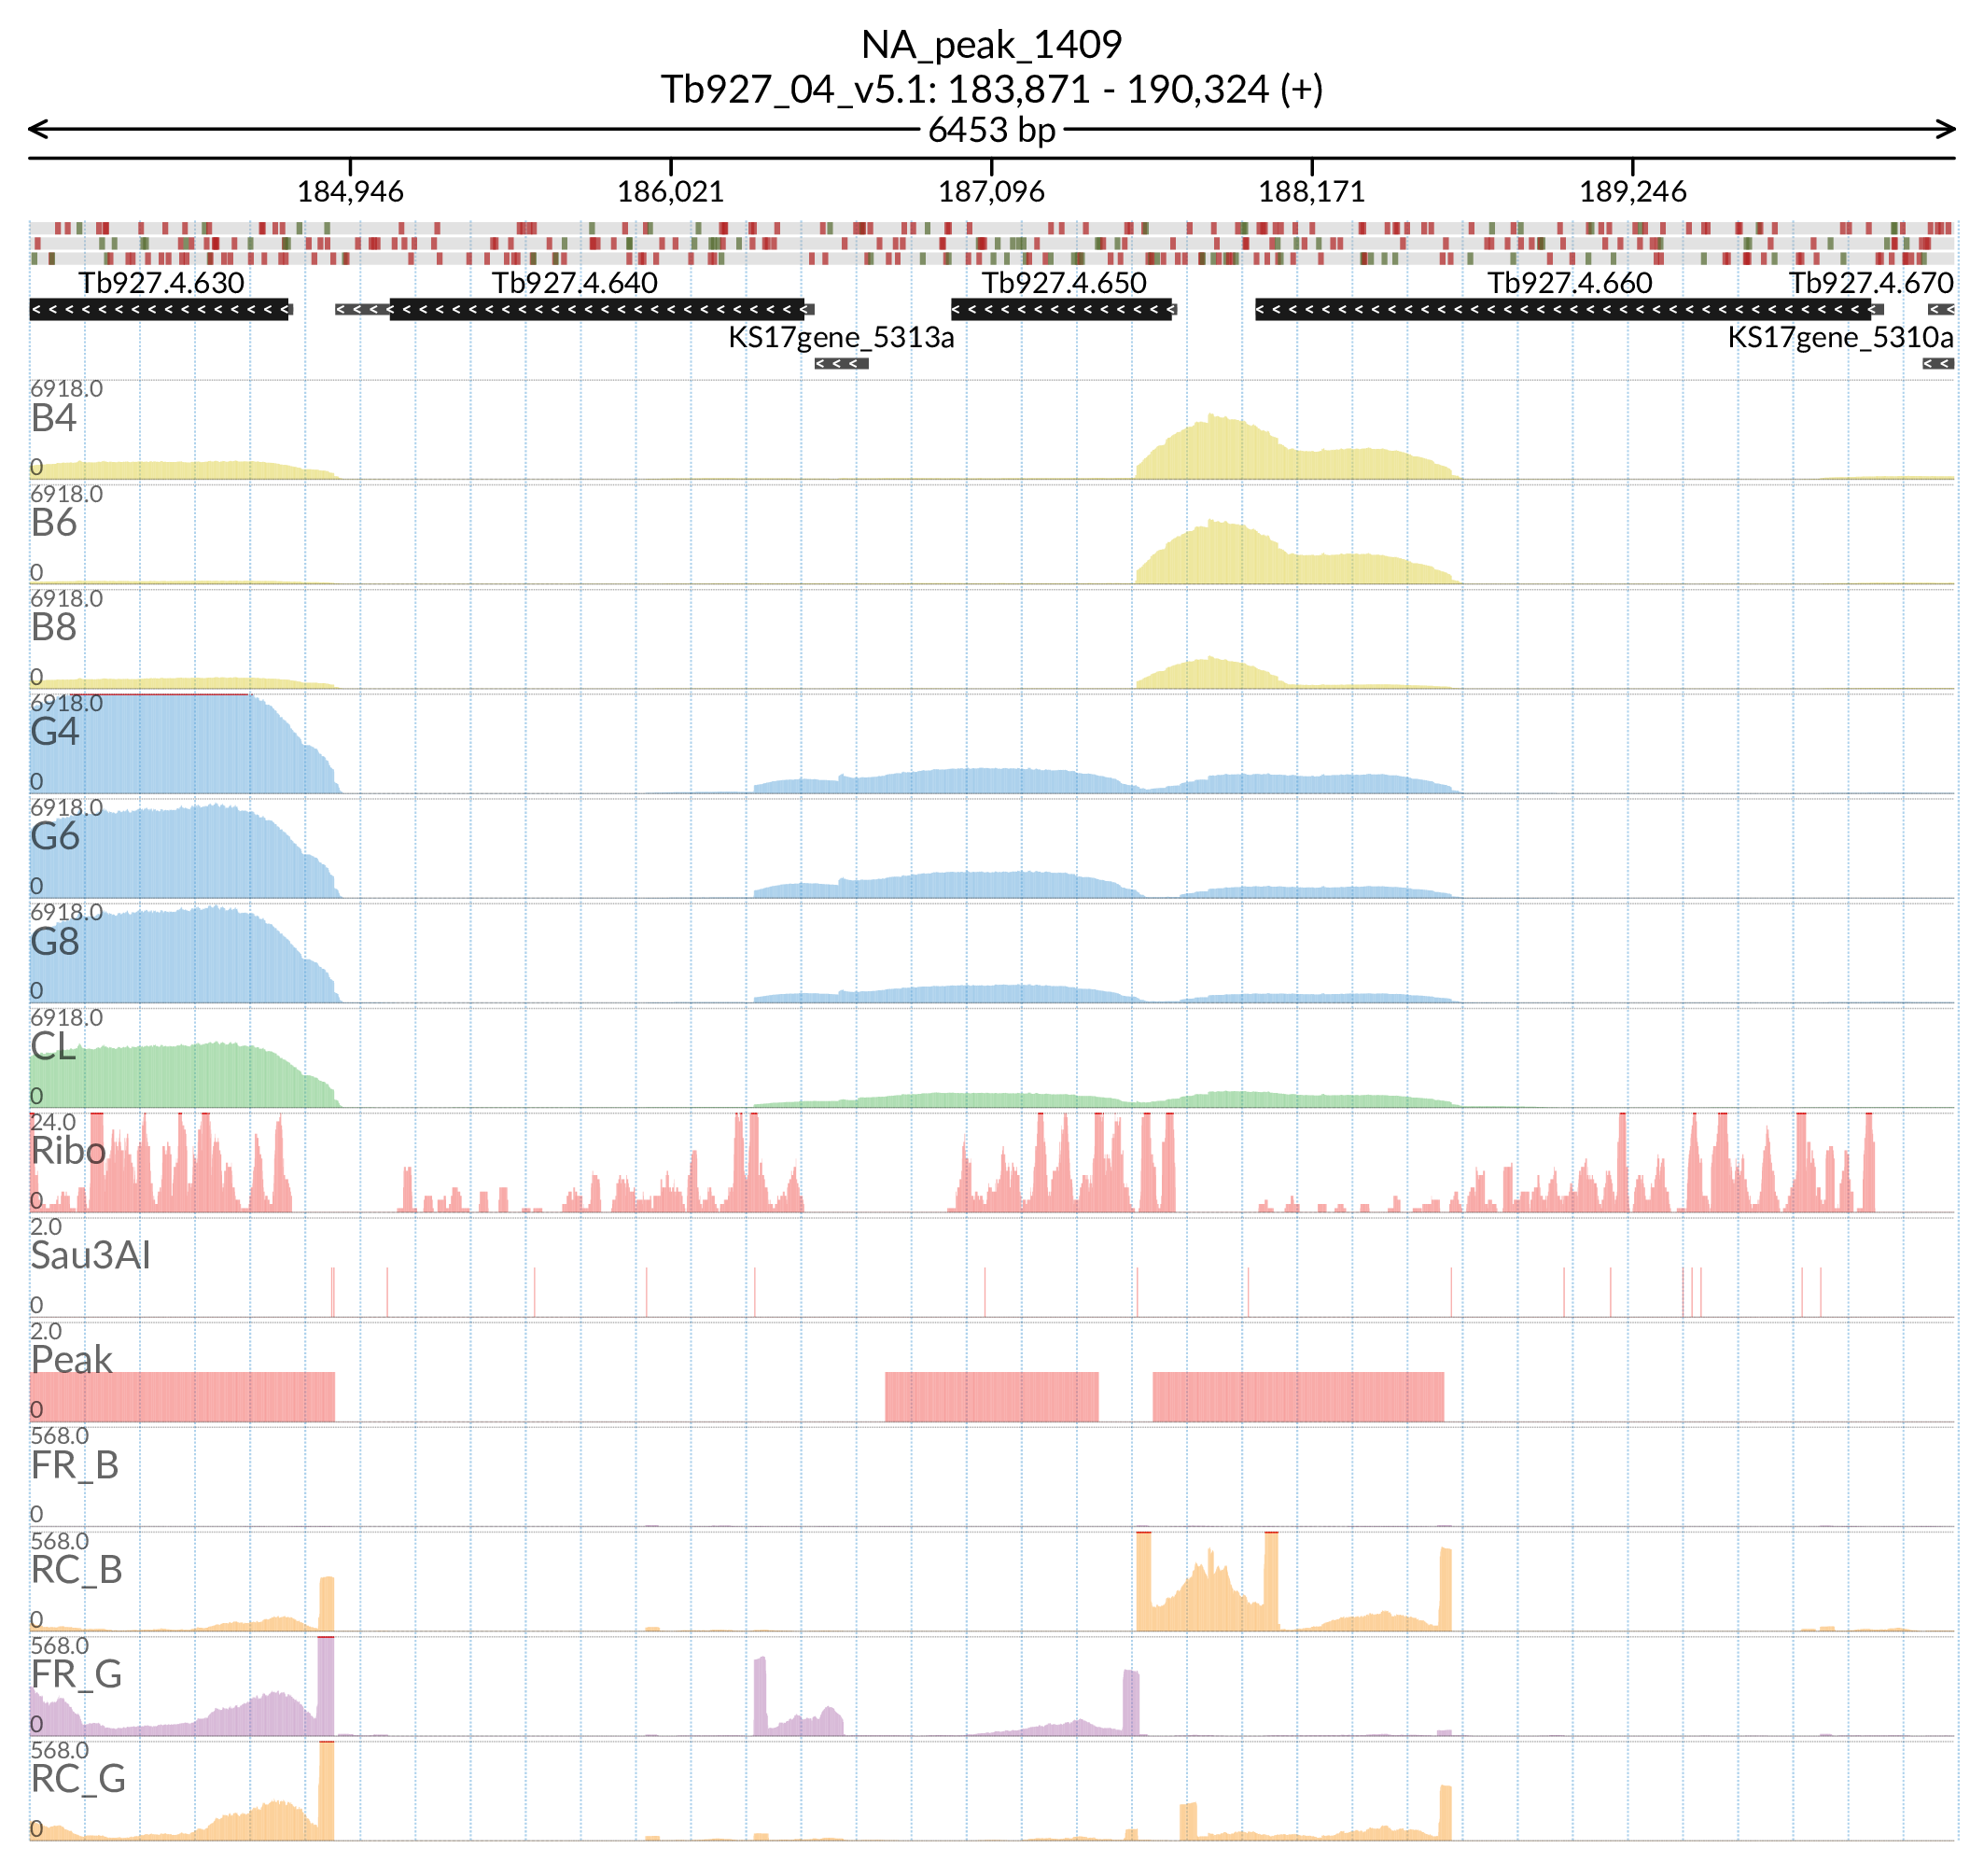 NA_peak_1409
Tb927_04_v5.1: 183,871 - 190,324 (+)
6453 bp
184,946 186,021 187,096 188,171 189,246
Tb927.4.630 Tb927.4.640 Tb927.4.650 Tb927.4.660 Tb927.4.670
KS17gene_5313a KS17gene_5310a
6918.0
B4
0
6918.0
B6
0
6918.0
B8
0
6918.0
G4
0
6918.0
G6
0
6918.0
G8
0
6918.0
CL
0
24.0
Ribo
0
2.0
Sau3AI
0
2.0
Peak
0
568.0
FR_B
0
568.0
RC_B
0
568.0
FR_G
0
568.0
RC_G
0